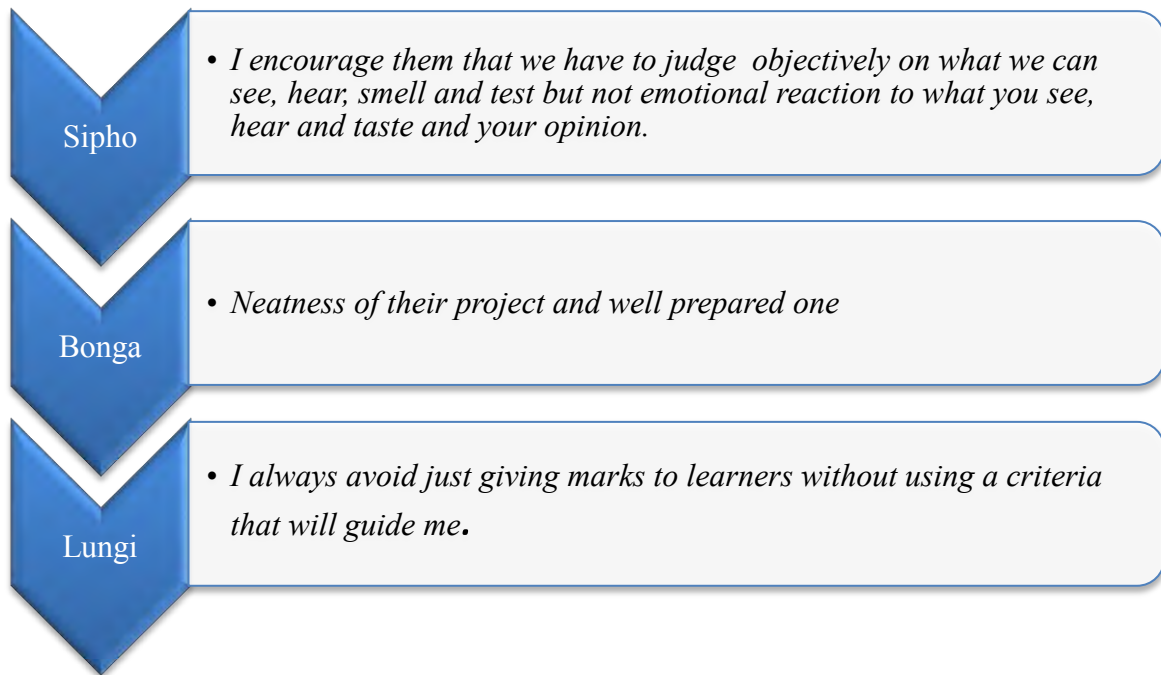 Sipho
• I encourage them that we have to judge objectively on what we can
see, hear, smell and test but not emotional reaction to what you see,
hear and taste and your opinion.
Bonga
• Neatness of their project and well prepared one
Lungi
• I always avoid just giving marks to learners without using a criteria
that will guide me.